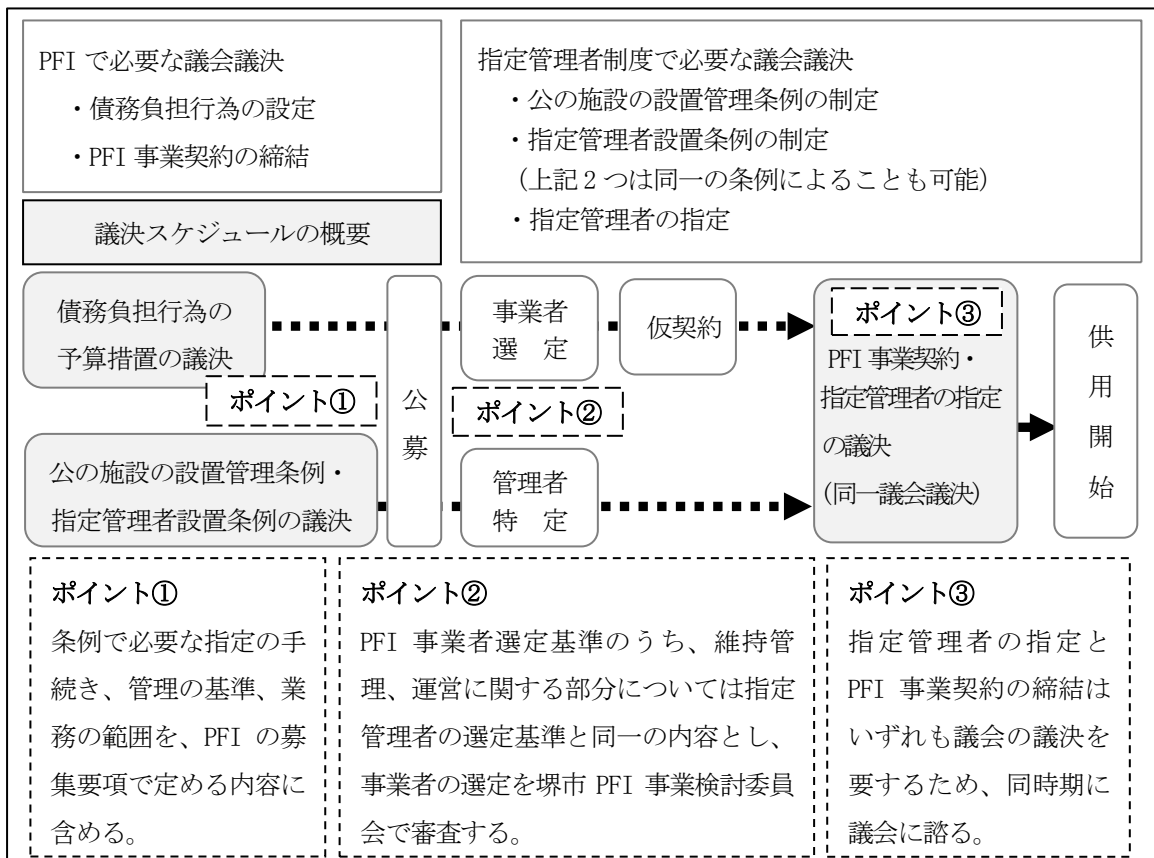 PFI で必要な議会議決
・債務負担行為の設定
・PFI 事業契約の締結
指定管理者制度で必要な議会議決
・公の施設の設置管理条例の制定
・指定管理者設置条例の制定
(上記2つは同一の条例によることも可能)
・指定管理者の指定
議決スケジュールの概要
債務負担行為の
予算措置の議決
ポイント①
公の施設の設置管理条例・
指定管理者設置条例の議決
公募
事業者
選 定
ポイント②
管理者
特 定
仮契約
ポイント③
PFI 事業契約・
指定管理者の指定
の議決
(同一議会議決)
供用開始
ポイント①
条例で必要な指定の手
続き、管理の基準、業
務の範囲を、PFI の募
集要項で定める内容に
含める。
ポイント②
PFI 事業者選定基準のうち、維持管
理、運営に関する部分については指定
管理者の選定基準と同一の内容とし、
事業者の選定を堺市 PFI 事業検討委員
会で審査する。
ポイント③
指定管理者の指定と
PFI 事業契約の締結は
いずれも議会の議決を
要するため、同時期に
議会に諮る。